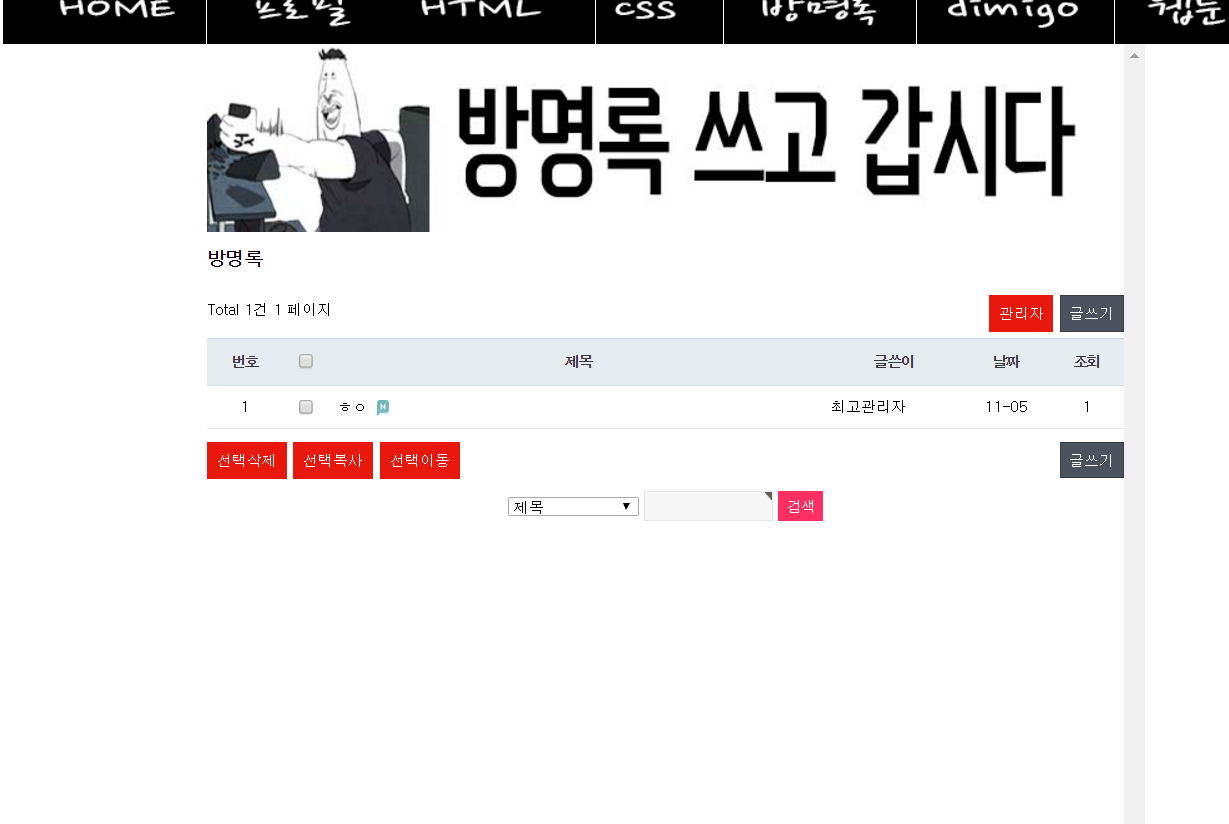 HOME 프로필 HTML css 방명록 dimigo 웹툰
방명록 쓰고 갑시다
방명록
Total 1건 1 페이지
관리자 글쓰기
번호 제목 글쓴이 날짜 조회
1 ㅎㅇ N 최고관리자 11-05 1
선택삭제 선택복사 선택이동 글쓰기
제목 검색